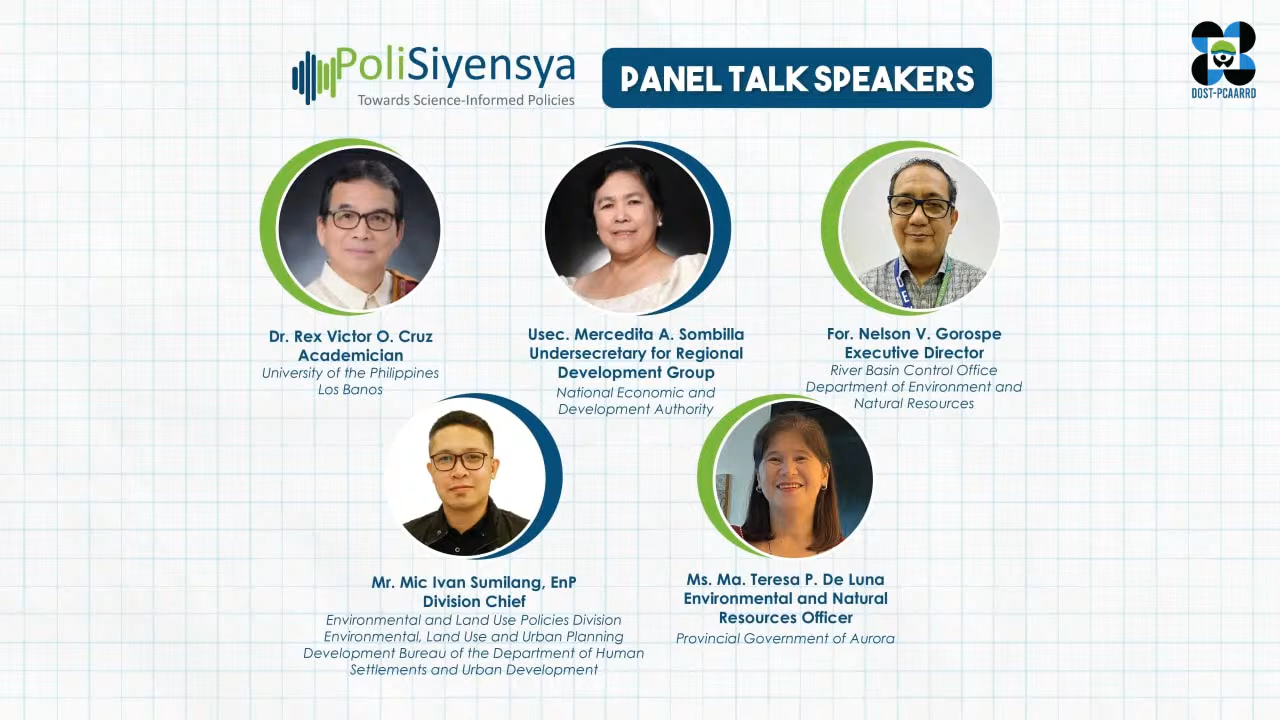 PoliSiyensya
Towards Science-Informed Policies
PANEL TALK SPEAKERS
DOST-PCAARRD
Dr. Rex Victor O. Cruz
Academician
University of the Philippines
Los Banos
Usec. Mercedita A. Sombilla
Undersecretary for Regional
Development Group
National Economic and
Development Authority
For. Nelson V. Gorospe
Executive Director
River Basin Control Office
Department of Environment and
Natural Resources
Mr. Mic Ivan Sumilang, EnP
Division Chief
Environmental and Land Use Policies Division
Environmental, Land Use and Urban Planning
Development Bureau of the Department of Human
Settlements and Urban Development
Ms. Ma. Teresa P. De Luna
Environmental and Natural
Resources Officer
Provincial Government of Aurora